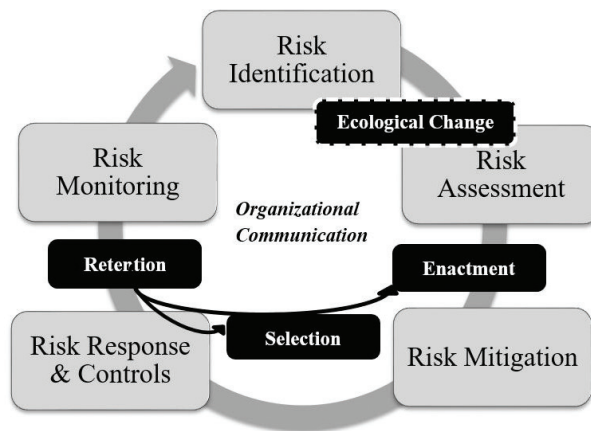 Risk
Identification
Ecological Change
Risk
Monitoring
Risk
Assessment
Organizational
Communication
Retention
Enactment
Selection
Risk Response
& Controls
Risk Mitigation